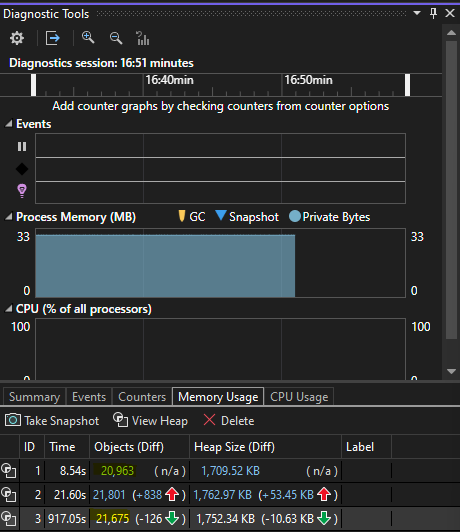 Diagnostic Tools
Diagnostics session: 16:51 minutes
16:40min 16:50min
Add counter graphs by checking counters from counter options
Events
Process Memory (MB) GC Snapshot Private Bytes
33 33
0 0
CPU (% of all processors)
100 100
Summary Events Counters Memory Usage CPU Usage
Take Snapshot View Heap Delete
ID Time Objects (Diff) Heap Size (Diff) Label
1 8.54s 20,963 (n/a) 1,709.52 KB (n/a)
2 21.60s 21,801 (+838) 1,762.97 KB (+53.45 KB)
3 917.05s 21,675 (-126) 1,752.34 KB (-10.63 KB)